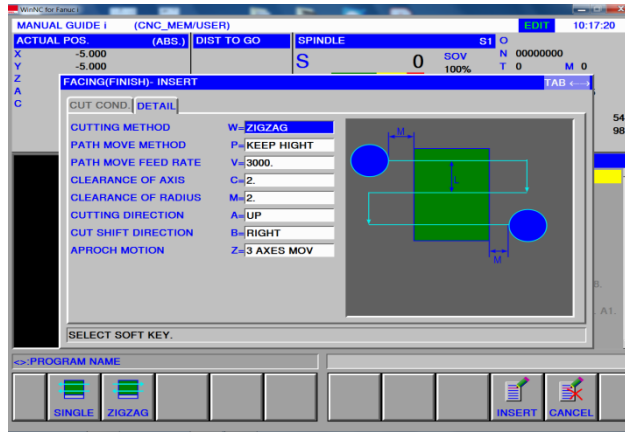 WinNC for Fanuc i
MANUAL GUIDE i (CNC_MEM/USER) EDIT 10:17:20
ACTUAL POS. (ABS.) DIST TO GO SPINDLE S1 O
X -5.000 N 00000000
Y -5.000 S 0 SOV 100% T 0 M 0
Z
A
C
FACING(FINISH)- INSERT TAB
CUT COND. DETAIL
CUTTING METHOD W=ZIGZAG
PATH MOVE METHOD P=KEEP HIGHT
PATH MOVE FEED RATE V=3000.
CLEARANCE OF AXIS C=2.
CLEARANCE OF RADIUS M=2.
CUTTING DIRECTION A=UP
CUT SHIFT DIRECTION B=RIGHT
APROCH MOTION Z=3 AXES MOV
M
L
M
54
98
8.
. A1.
SELECT SOFT KEY.
<>:PROGRAM NAME
SINGLE ZIGZAG INSERT CANCEL